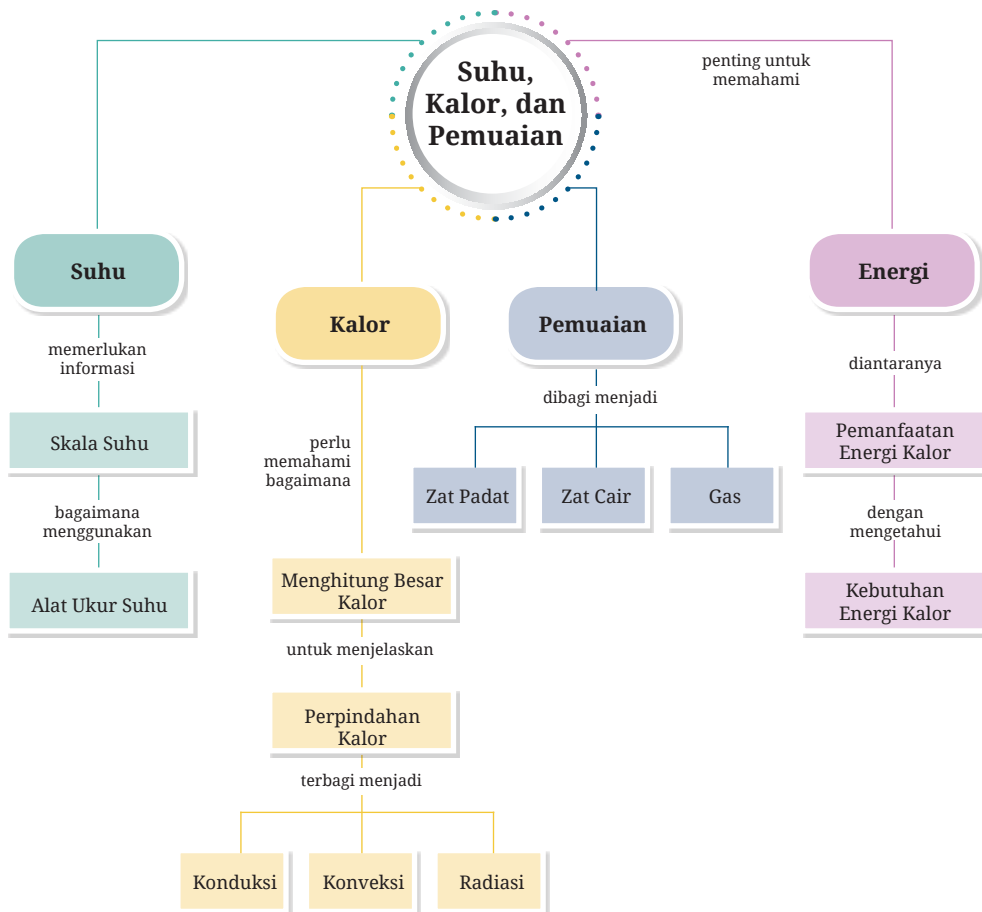 Suhu,
Kalor, dan
Pemuaian
penting untuk
memahami
Suhu
memerlukan
informasi
Skala Suhu
bagaimana
menggunakan
Alat Ukur Suhu
Kalor
perlu
memahami
bagaimana
Menghitung Besar
Kalor
untuk menjelaskan
Perpindahan
Kalor
terbagi menjadi
Konduksi
Konveksi
Radiasi
Pemuaian
dibagi menjadi
Zat Padat
Zat Cair
Gas
Energi
diantaranya
Pemanfaatan
Energi Kalor
dengan
mengetahui
Kebutuhan
Energi Kalor